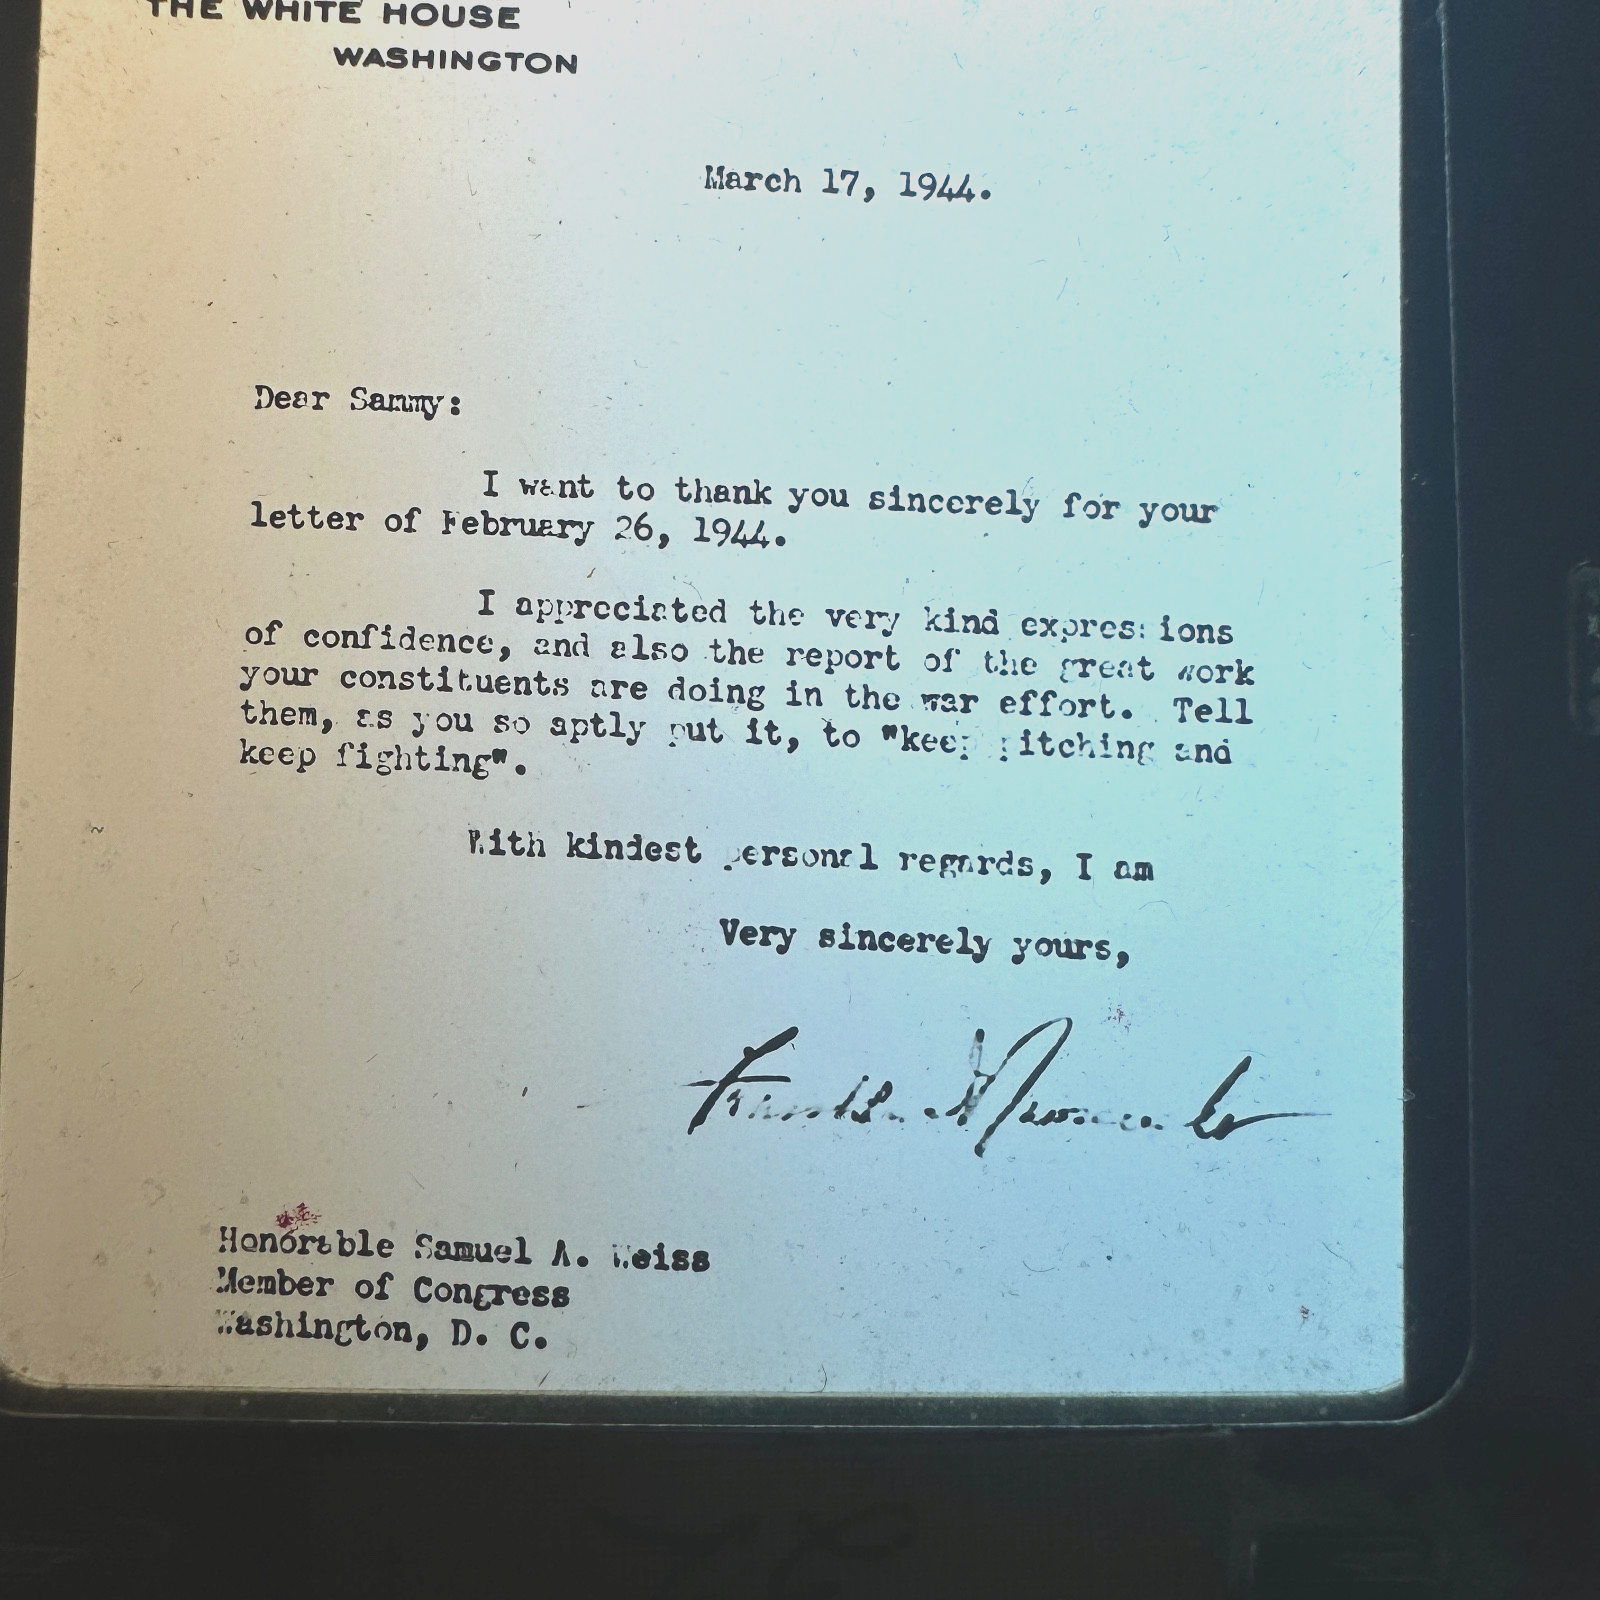 THE WHITE HOUSE
WASHINGTON
March 17, 1944.
Dear Sammy:
I want to thank you sincerely for your
letter of February 26, 1944.
I appreciated the very kind expressions
of confidence, and also the report of the great work
your constituents are doing in the war effort. Tell
them, as you so aptly put it, to "keep pitching and
keep fighting".
With kindest personal regards, I am
Very sincerely yours,
Franklin D Roosevelt
Honorable Samuel A. Weiss
Member of Congress
Washington, D. C.